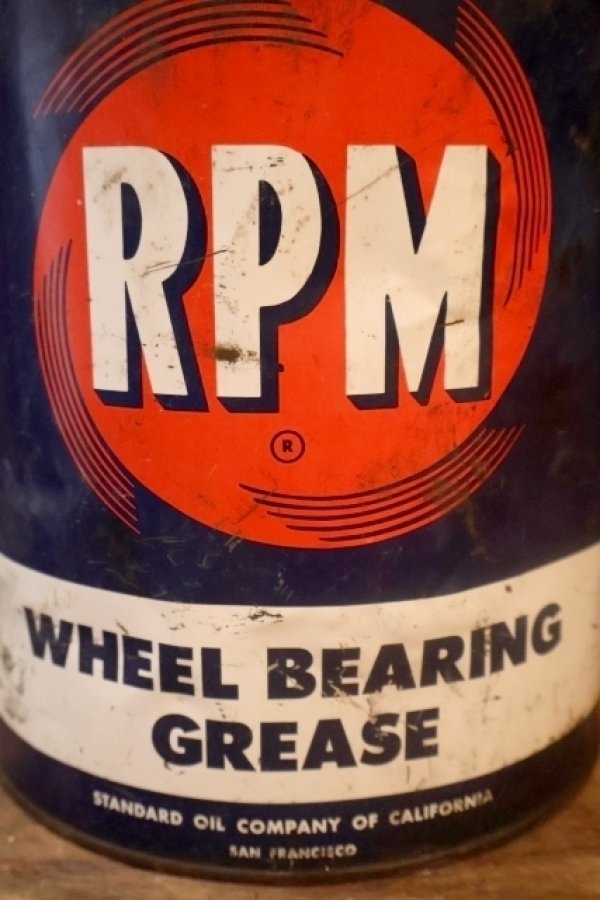 RPM
®
WHEEL BEARING
GREASE
STANDARD OIL COMPANY OF CALIFORNIA
SAN FRANCISCO